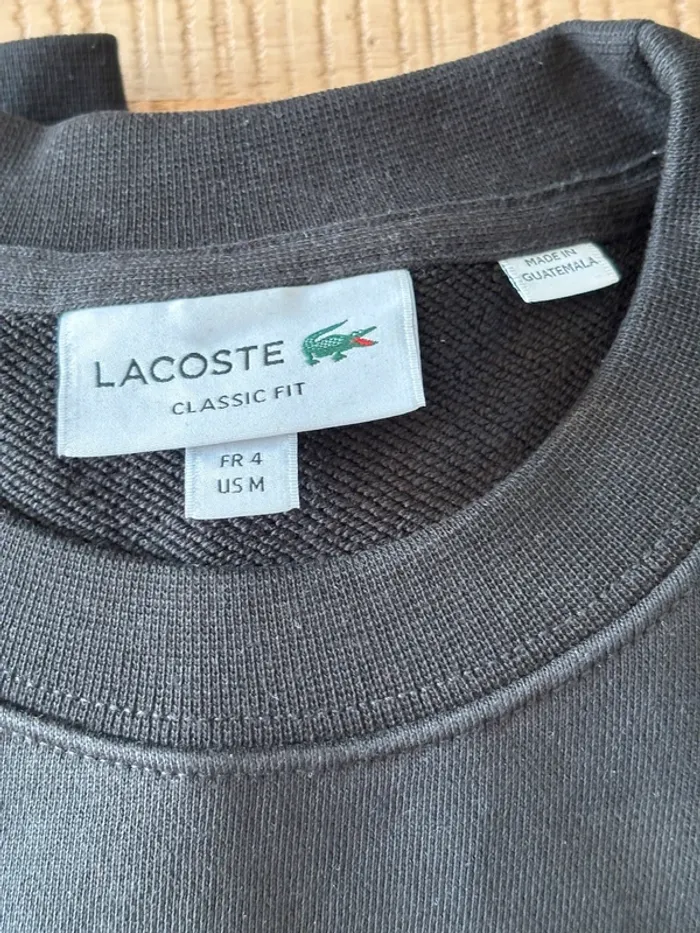 MADE IN
GUATEMALA
LACOSTE
CLASSIC FIT
FR 4
US M